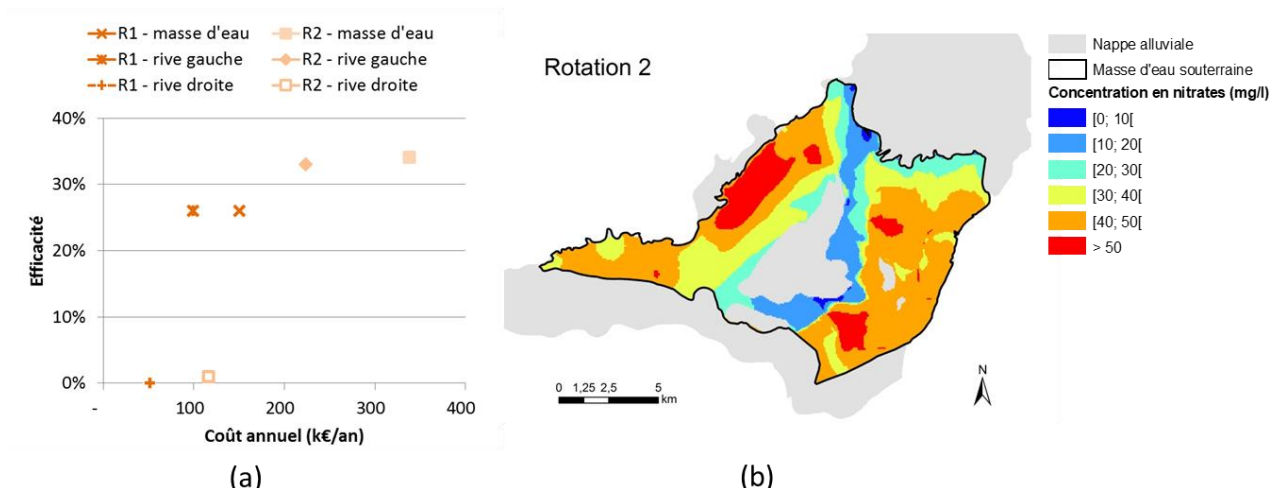 R1 - masse d'eau
R2 - masse d'eau
R1 - rive gauche
R2 - rive gauche
R1 - rive droite
R2 - rive droite
Efficacité
40%
30%
20%
10%
0%
-
100
200
300
400
Coût annuel (k€/an)
(a)
Rotation 2
0 1,25 2,5 5
km
N
Nappe alluviale
Masse d'eau souterraine
Concentration en nitrates (mg/l)
[0; 10[
[10; 20[
[20; 30[
[30; 40[
[40; 50[
> 50
(b)